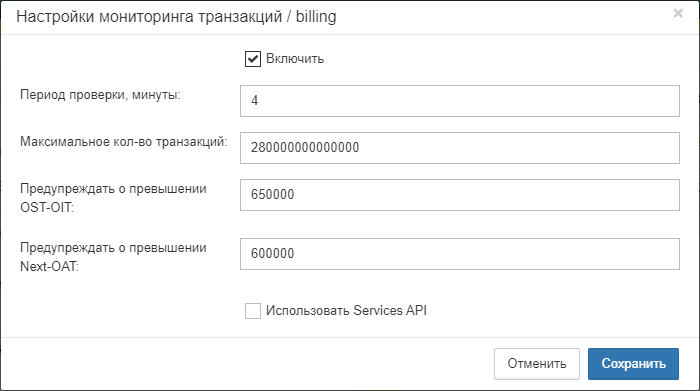 Настройки мониторинга транзакций / billing
×
Включить
Период проверки, минуты:
4
Максимальное кол-во транзакций:
280000000000000
Предупреждать о превышении
OST-OIT:
650000
Предупреждать о превышении
Next-OAT:
600000
Использовать Services API
Отменить
Сохранить